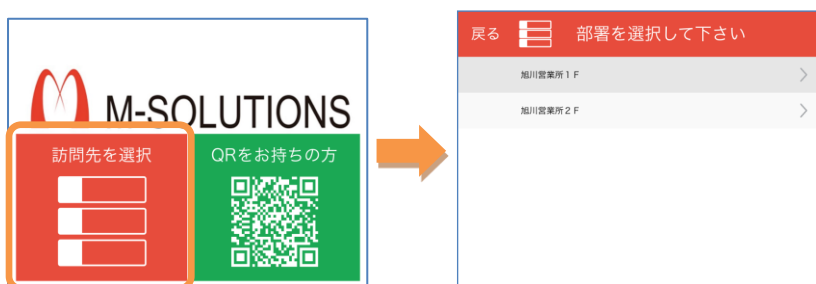 M-SOLUTIONS
訪問先を選択
QRをお持ちの方
戻る
部署を選択して下さい
旭川営業所１Ｆ
旭川営業所２Ｆ